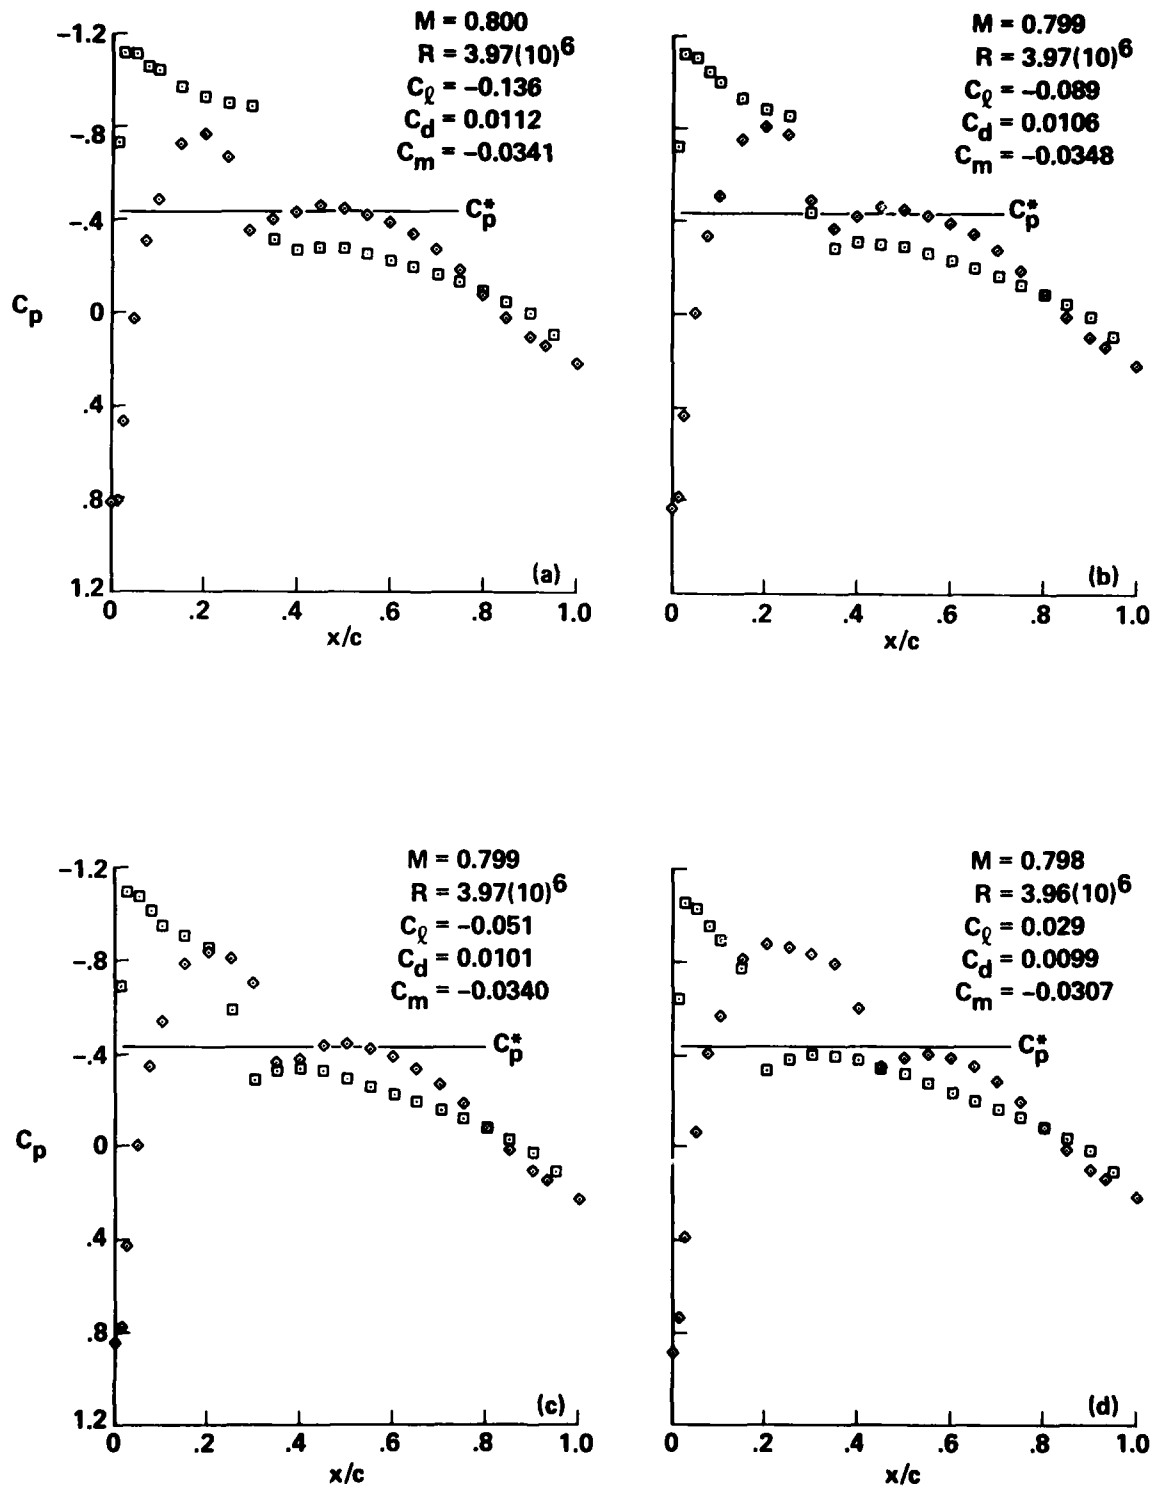 M = 0.800
R = 3.97(10)⁶
Cℓ = −0.136
Cd = 0.0112
Cm = −0.0341
−1.2
−.8
−.4
0
.4
.8
1.2
Cp
Cp*
(a)
0 .2 .4 .6 .8 1.0
x/c
M = 0.799
R = 3.97(10)⁶
Cℓ = −0.089
Cd = 0.0106
Cm = −0.0348
Cp*
(b)
0 .2 .4 .6 .8 1.0
x/c
M = 0.799
R = 3.97(10)⁶
Cℓ = −0.051
Cd = 0.0101
Cm = −0.0340
−1.2
−.8
−.4
0
.4
.8
1.2
Cp
Cp*
(c)
0 .2 .4 .6 .8 1.0
x/c
M = 0.798
R = 3.96(10)⁶
Cℓ = 0.029
Cd = 0.0099
Cm = −0.0307
Cp*
(d)
0 .2 .4 .6 .8 1.0
x/c